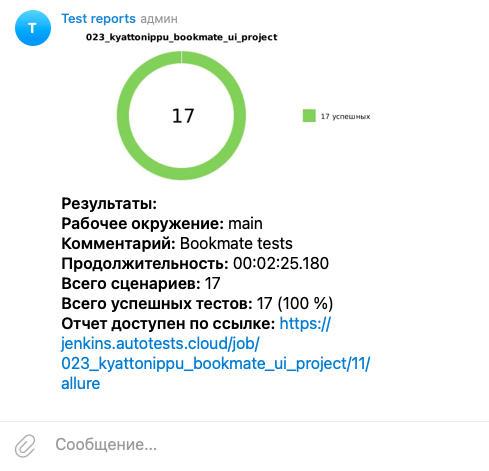 T
Test reports админ
023_kyattonippu_bookmate_ui_project
17
17 успешных
Результаты:
Рабочее окружение: main
Комментарий: Bookmate tests
Продолжительность: 00:02:25.180
Всего сценариев: 17
Всего успешных тестов: 17 (100 %)
Отчет доступен по ссылке: https://
jenkins.autotests.cloud/job/
023_kyattonippu_bookmate_ui_project/11/
allure
Сообщение...